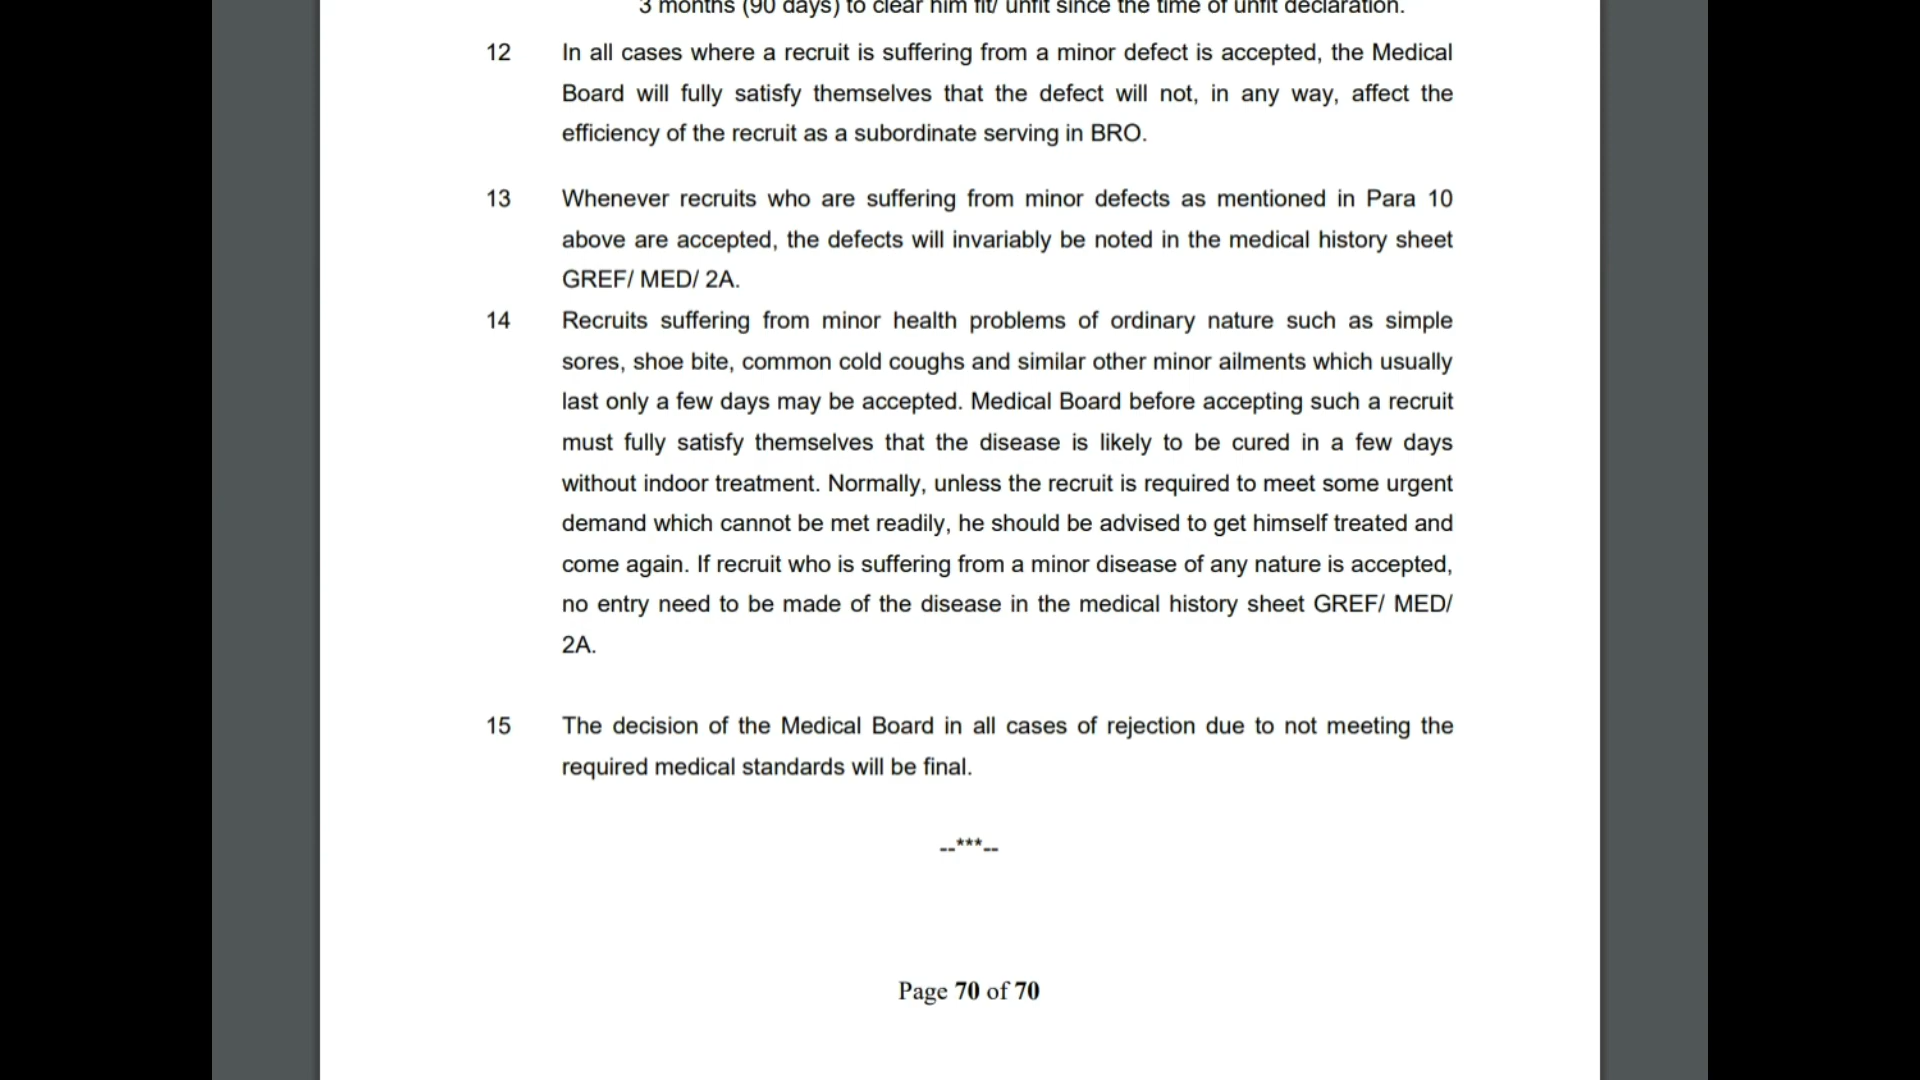 3 months (90 days) to clear him fit/ unfit since the time of unfit declaration.
12 In all cases where a recruit is suffering from a minor defect is accepted, the Medical
Board will fully satisfy themselves that the defect will not, in any way, affect the
efficiency of the recruit as a subordinate serving in BRO.
13 Whenever recruits who are suffering from minor defects as mentioned in Para 10
above are accepted, the defects will invariably be noted in the medical history sheet
GREF/ MED/ 2A.
14 Recruits suffering from minor health problems of ordinary nature such as simple
sores, shoe bite, common cold coughs and similar other minor ailments which usually
last only a few days may be accepted. Medical Board before accepting such a recruit
must fully satisfy themselves that the disease is likely to be cured in a few days
without indoor treatment. Normally, unless the recruit is required to meet some urgent
demand which cannot be met readily, he should be advised to get himself treated and
come again. If recruit who is suffering from a minor disease of any nature is accepted,
no entry need to be made of the disease in the medical history sheet GREF/ MED/
2A.
15 The decision of the Medical Board in all cases of rejection due to not meeting the
required medical standards will be final.
--***--
Page 70 of 70